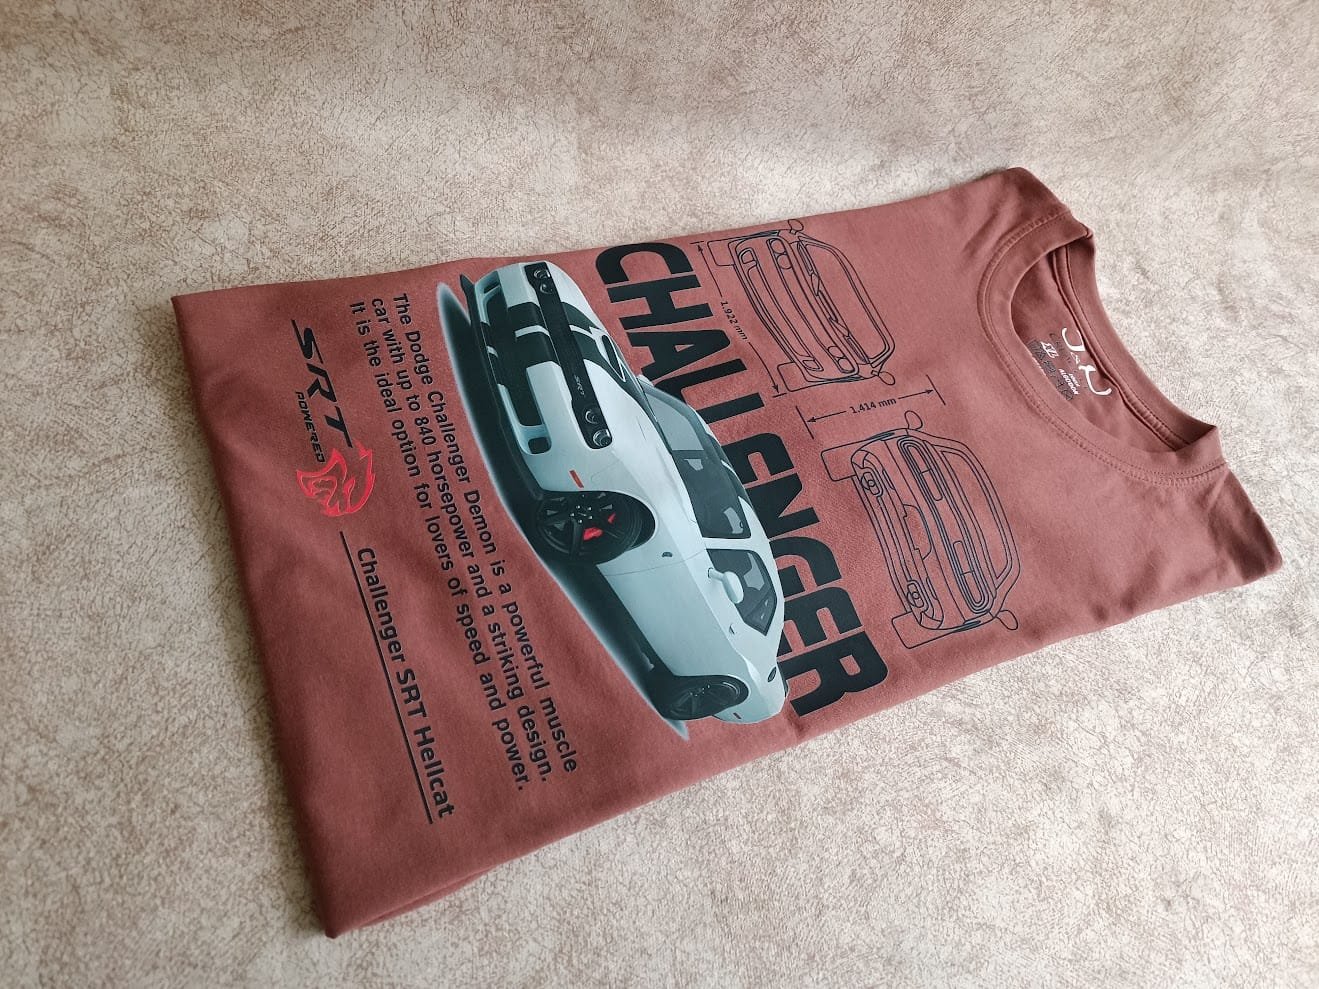 1.922 mm
1.414 mm
CHALLENGER
SRT
The Dodge Challenger Demon is a powerful muscle
car with up to 840 horsepower and a striking design.
It is the ideal option for lovers of speed and power.
SRT
POWERED
Challenger SRT Hellcat